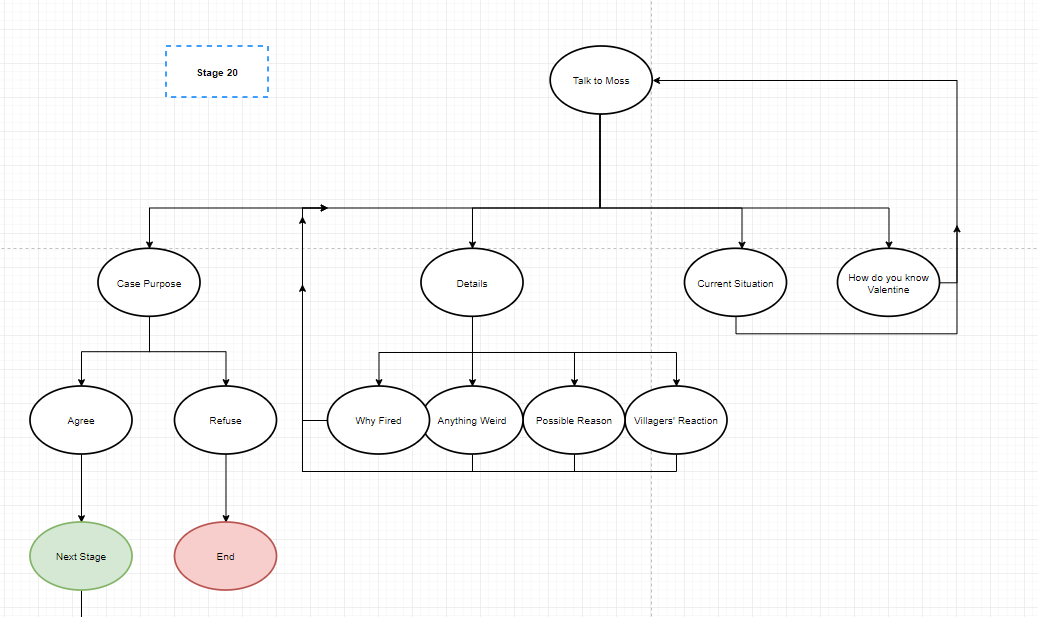 Stage 20
Talk to Moss
Case Purpose
Details
Current Situation
How do you know
Valentine
Agree
Refuse
Why Fired
Anything Weird
Possible Reason
Villagers' Reaction
Next Stage
End